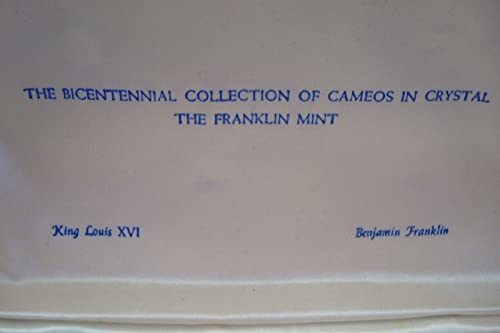 THE BICENTENNIAL COLLECTION OF CAMEOS IN CRYSTAL
THE FRANKLIN MINT
King Louis XVI
Benjamin Franklin